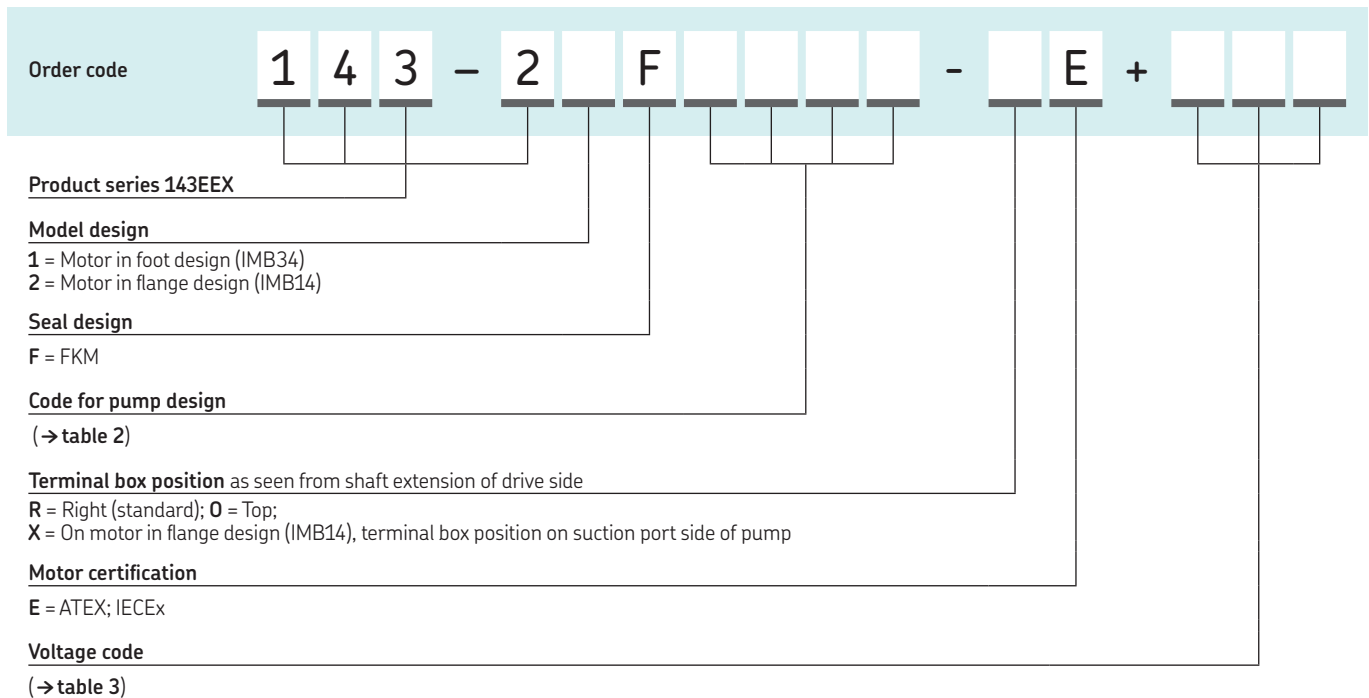 Order code 1 4 3 – 2 F - E +
Product series 143EEX
Model design
1 = Motor in foot design (IMB34)
2 = Motor in flange design (IMB14)
Seal design
F = FKM
Code for pump design
(→ table 2)
Terminal box position as seen from shaft extension of drive side
R = Right (standard); O = Top;
X = On motor in flange design (IMB14), terminal box position on suction port side of pump
Motor certification
E = ATEX; IECEx
Voltage code
(→ table 3)